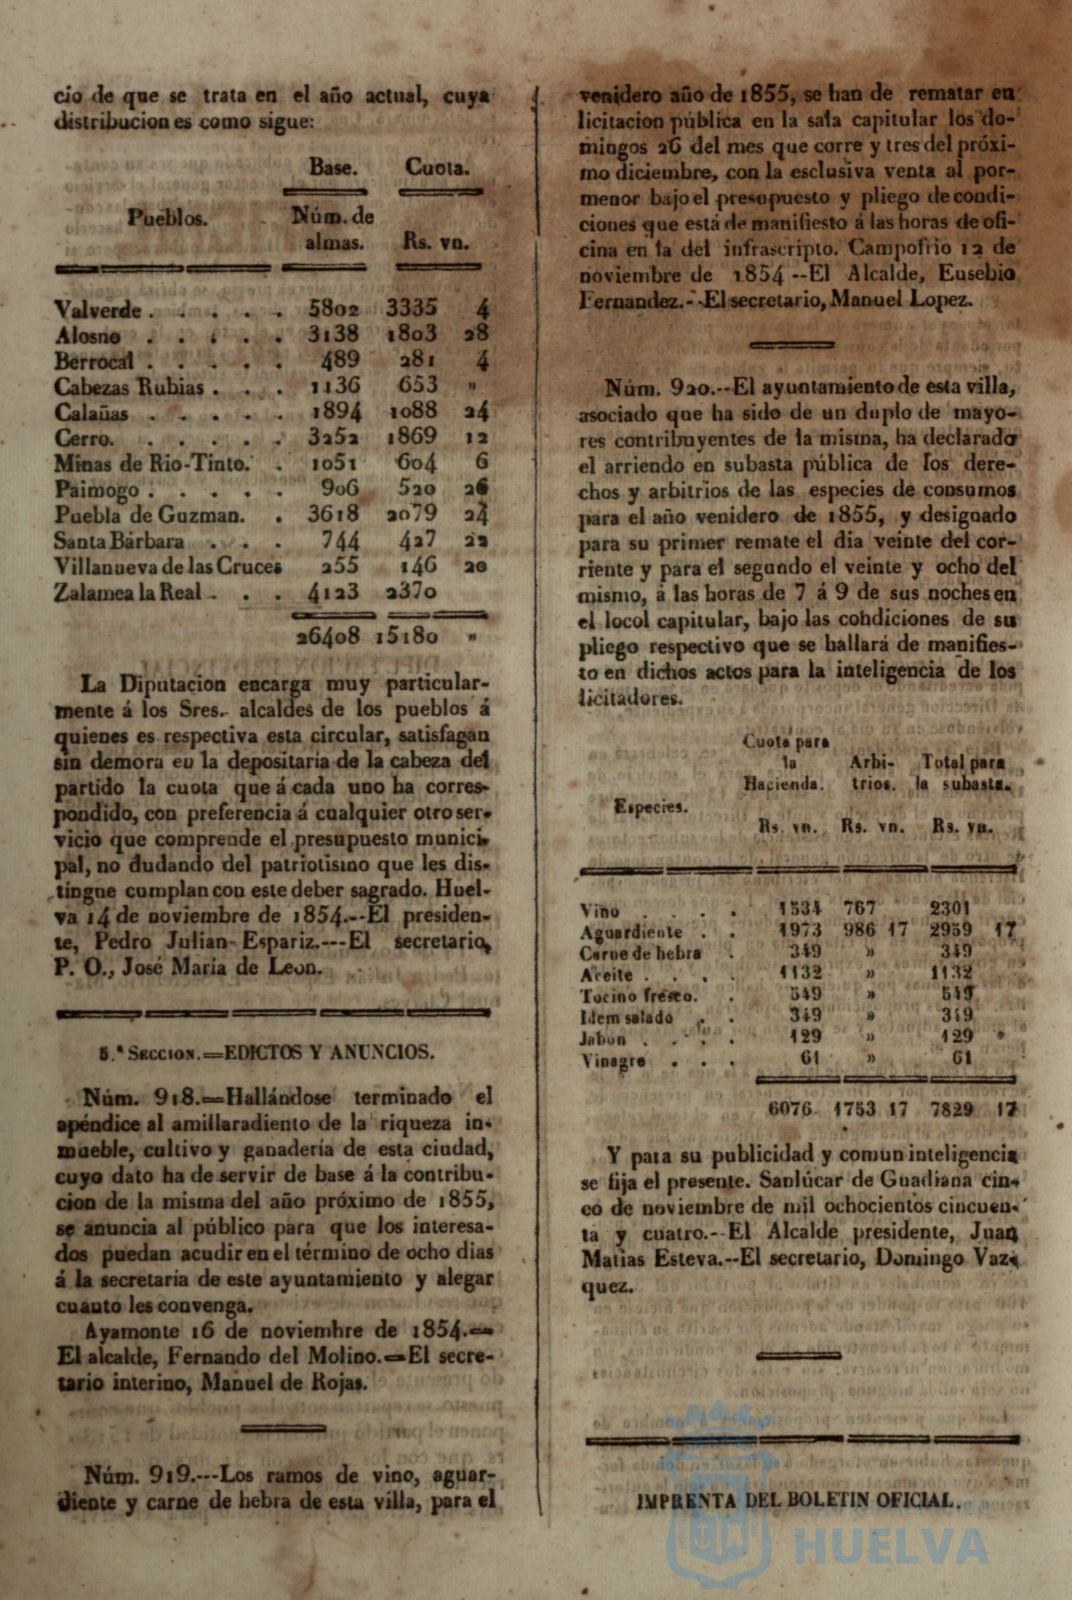 cio de que se trata en el año actual, cuya
distribucion es como sigue:
Base. Cuota.
Pueblos. Núm. de
almas. Rs. vn.
Valverde . . . . . 5802 3335 4
Alosno . . . . . 3138 1803 28
Berrocal . . . . . 489 281 4
Cabezas Rubias . . . 1136 653 »
Calañas . . . . . 1894 1088 24
Cerro. . . . . . 3252 1869 12
Minas de Rio-Tinto. . 1051 604 6
Paimogo . . . . . 906 520 26
Puebla de Guzman. . 3618 2079 24
Santa Bárbara . . . 744 427 22
Villanueva de las Cruces 255 146 20
Zalamea la Real . . . 4123 2370
26408 15180 »
La Diputacion encarga muy particular-
mente á los Sres. alcaldes de los pueblos á
quienes es respectiva esta circular, satisfagan
sin demora en la depositaria de la cabeza del
partido la cuota que á cada uno ha corres-
pondido, con preferencia á cualquier otro ser-
vicio que comprende el presupuesto munici-
pal, no dudando del patriotismo que les dis-
tingne cumplan con este deber sagrado. Huel-
va 14 de noviembre de 1854.--El presiden-
te, Pedro Julian Espariz.---El secretario,
P. O., José María de Leon.
5.ª SECCION.=EDICTOS Y ANUNCIOS.
Núm. 918.=Hallándose terminado el
apéndice al amillaradiento de la riqueza in-
mueble, cultivo y ganadería de esta ciudad,
cuyo dato ha de servir de base á la contribu-
cion de la misma del año próximo de 1855,
se anuncia al público para que los interesa-
dos puedan acudir en el término de ocho dias
á la secretaría de este ayuntamiento y alegar
cuanto les convenga.
Ayamonte 16 de noviembre de 1854.=
El alcalde, Fernando del Molino.=El secre-
tario interino, Manuel de Rojas.
Núm. 919.---Los ramos de vino, aguar-
diente y carne de hebra de esta villa, para el
venidero año de 1855, se han de rematar en
licitacion pública en la sala capitular los do-
mingos 26 del mes que corre y tres del próxi-
mo diciembre, con la esclusiva venta al por-
menor bajo el presupuesto y pliego de condi-
ciones que está de manifiesto á las horas de ofi-
cina en la del infrascripto. Campofrio 12 de
noviembre de 1854 --El Alcalde, Eusebio
Fernandez.--El secretario, Manuel Lopez.
Núm. 920.--El ayuntamiento de esta villa,
asociado que ha sido de un duplo de mayo-
res contribuyentes de la misma, ha declarado
el arriendo en subasta pública de los dere-
chos y arbitrios de las especies de consumos
para el año venidero de 1855, y designado
para su primer remate el dia veinte del cor-
riente y para el segundo el veinte y ocho del
mismo, á las horas de 7 á 9 de sus noches en
el locol capitular, bajo las condiciones de su
pliego respectivo que se hallará de manifies-
to en dichos actos para la inteligencia de los
licitadores.
Cuota para
la Arbi- Total para
Hacienda. trios. la subasta.
Especies.
Rs. vn. Rs. vn. Rs. vn.
Vino . . . . 1534 767 2301
Aguardiente . . 1973 986 17 2959 17
Carne de hebra . 349 » 349
Aceite . . . . 1132 » 1132
Tocino fresco. . 549 » 549
Idem salado . . 349 » 349
Jabon . . . . 129 » 129
Vinagre . . . 61 » 61
6076 1753 17 7829 17
Y para su publicidad y comun inteligencia
se fija el presente. Sanlúcar de Guadiana cin-
co de noviembre de mil ochocientos cincuen-
ta y cuatro.--El Alcalde presidente, Juan
Matias Esteva.--El secretario, Domingo Vaz-
quez.
IMPRENTA DEL BOLETIN OFICIAL.
HUELVA